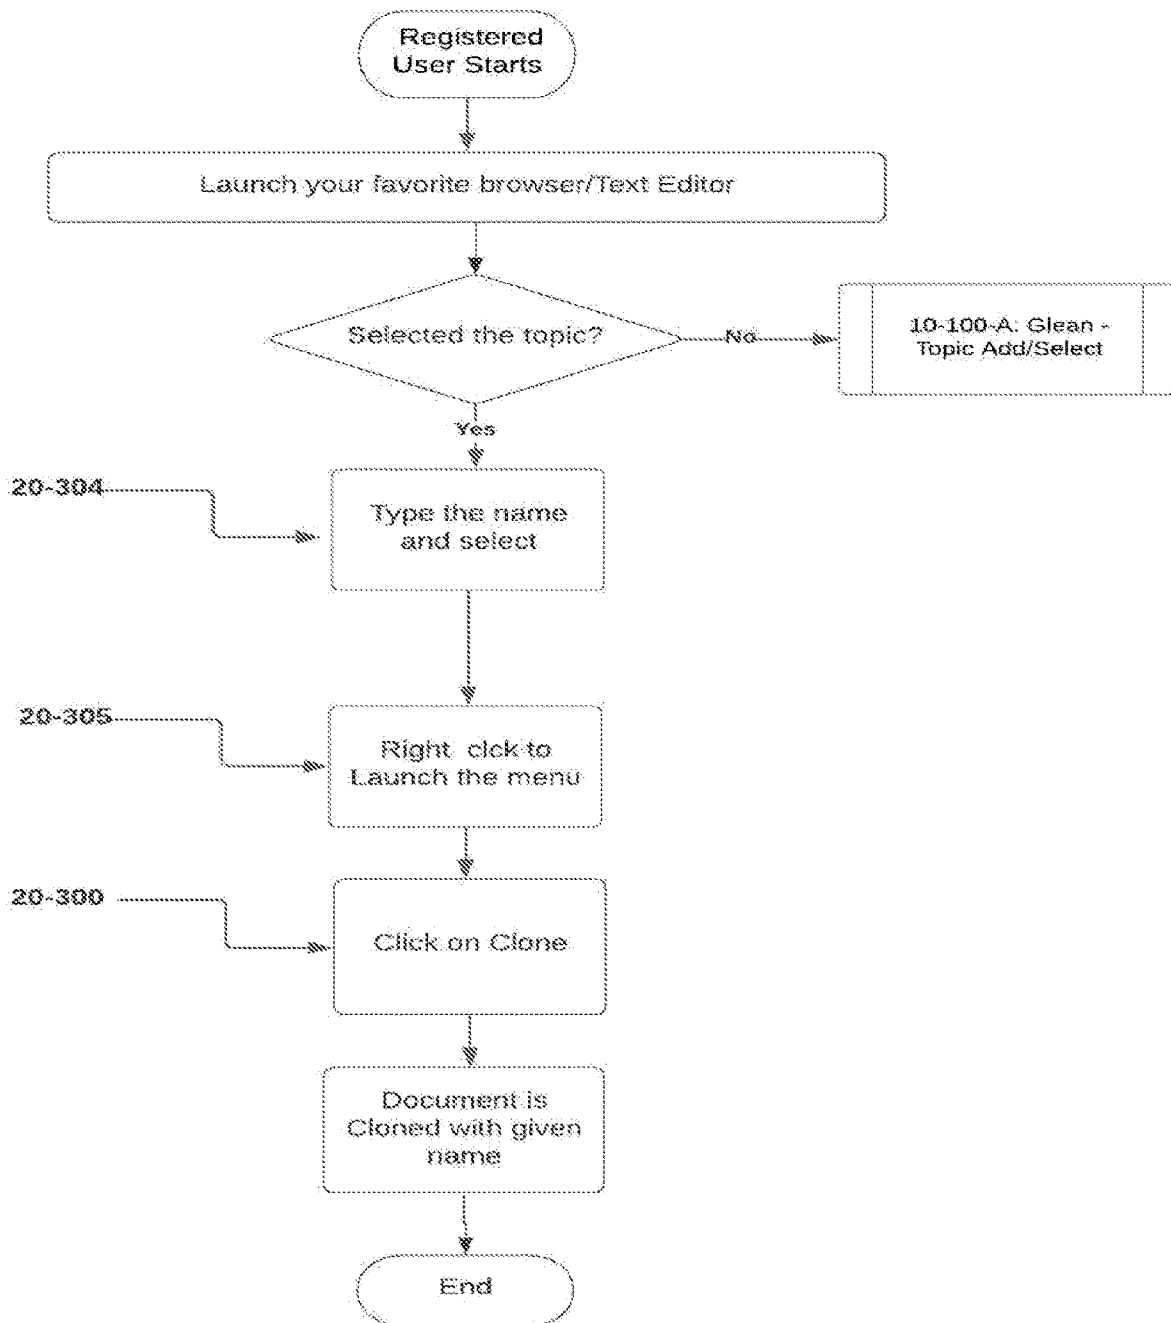 Registered
User Starts
Launch your favorite browser/Text Editor
Selected the topic?
No
10-100-A: Glean -
Topic Add/Select
Yes
20-304
Type the name
and select
20-305
Right clck to
Launch the menu
20-300
Click on Clone
Document is
Cloned with given
name
End